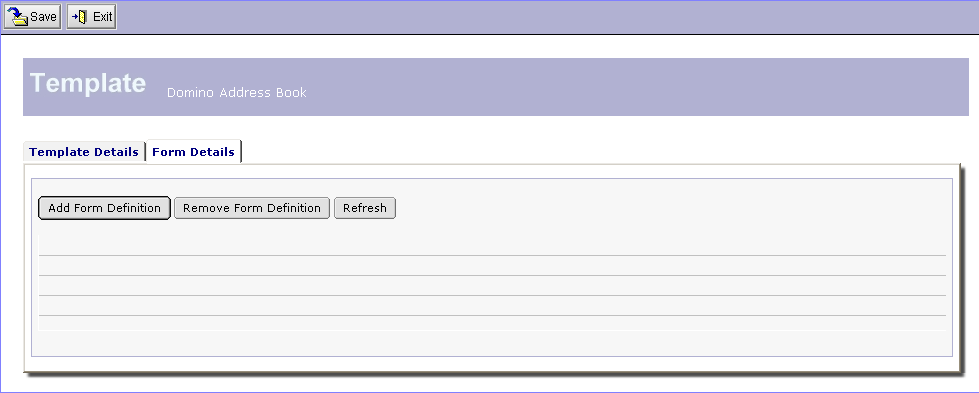 Save Exit
Template Domino Address Book
Template Details Form Details
Add Form Definition Remove Form Definition Refresh